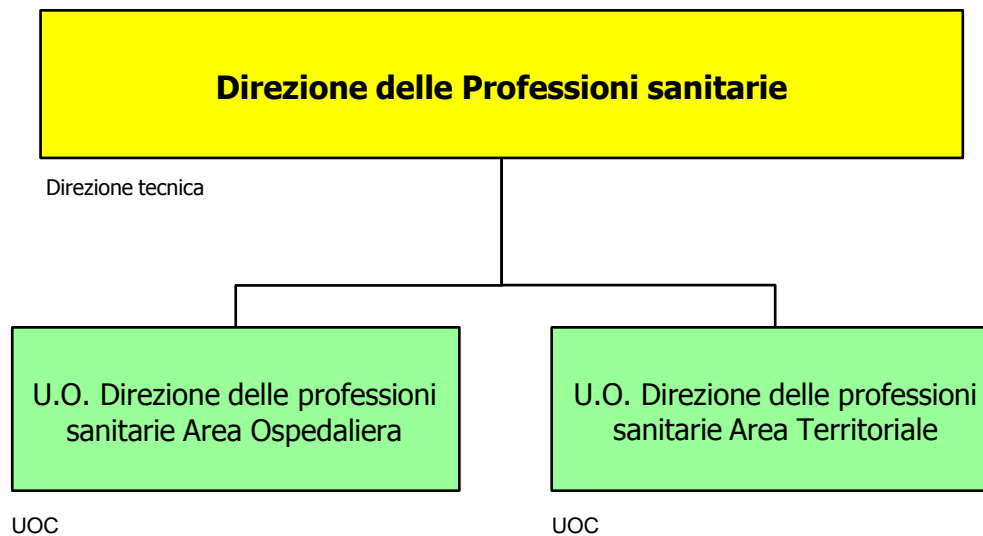 Direzione delle Professioni sanitarie
Direzione tecnica
U.O. Direzione delle professioni
sanitarie Area Ospedaliera
U.O. Direzione delle professioni
sanitarie Area Territoriale
UOC
UOC